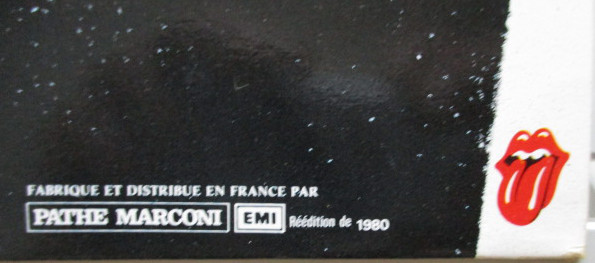 FABRIQUE ET DISTRIBUE EN FRANCE PAR
PATHE MARCONI EMI Réédition de 1980